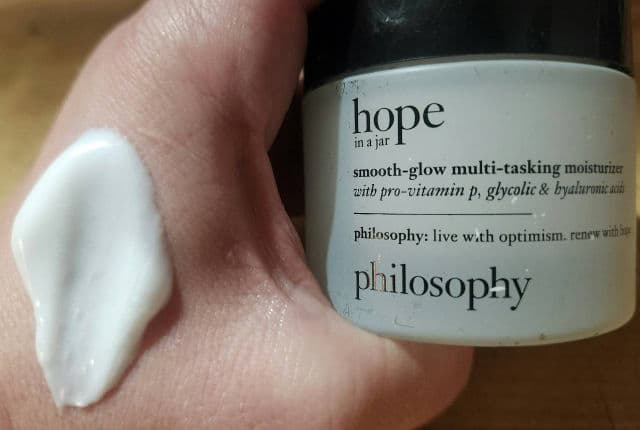 hope
in a jar
smooth-glow multi-tasking moisturizer
with pro-vitamin p, glycolic & hyaluronic acids
philosophy: live with optimism. renew with hope
philosophy